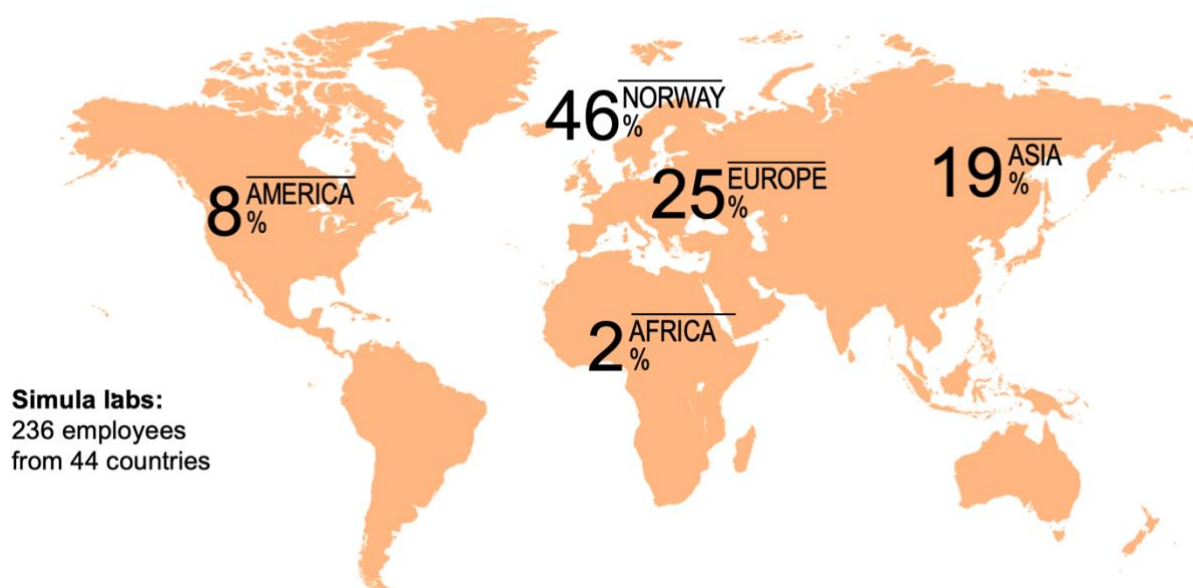 46 NORWAY
%
25 EUROPE
%
19 ASIA
%
8 AMERICA
%
2 AFRICA
%
Simula labs:
236 employees
from 44 countries